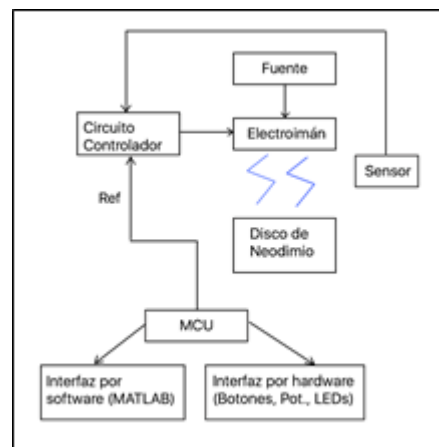 Fuente
Circuito
Controlador
Electroimán
Sensor
Ref
Disco de
Neodimio
MCU
Interfaz por
software (MATLAB)
Interfaz por hardware
(Botones, Pot., LEDs)